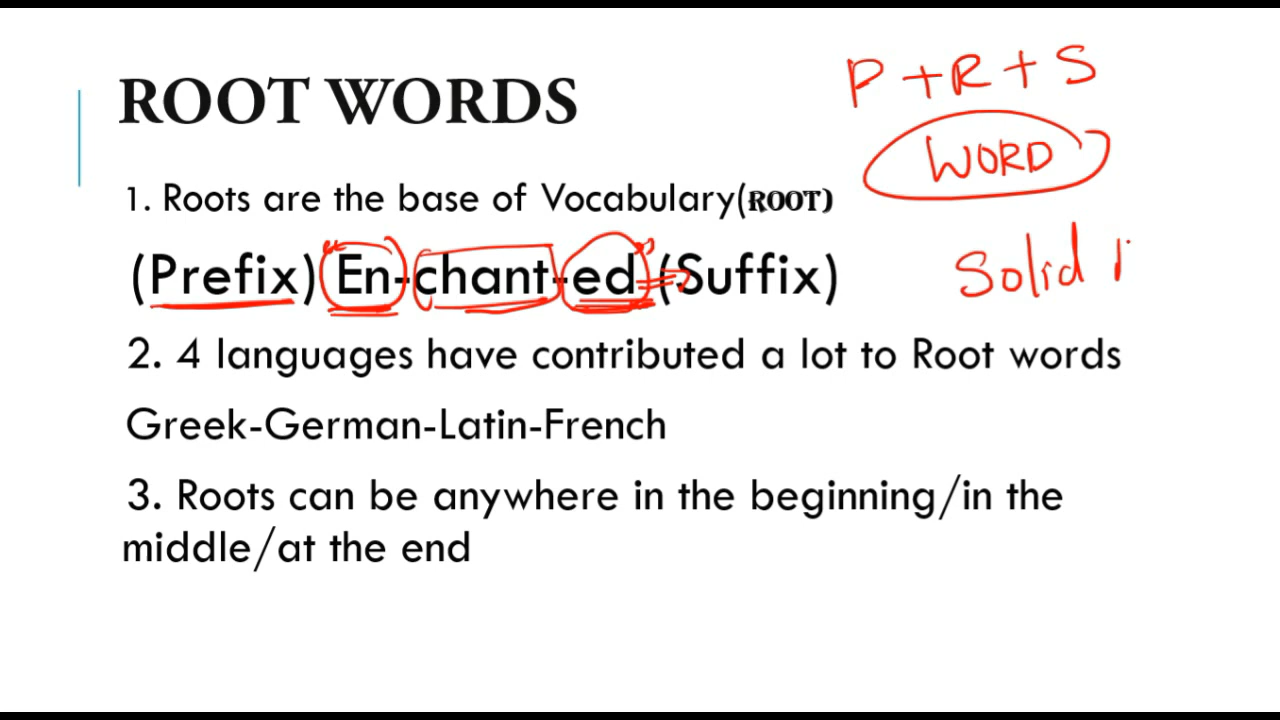 ROOT WORDS
P+R+S
WORD
1. Roots are the base of Vocabulary(ROOT)
(Prefix) En-chant-ed (Suffix)
Solid
2. 4 languages have contributed a lot to Root words
Greek-German-Latin-French
3. Roots can be anywhere in the beginning/in the
middle/at the end